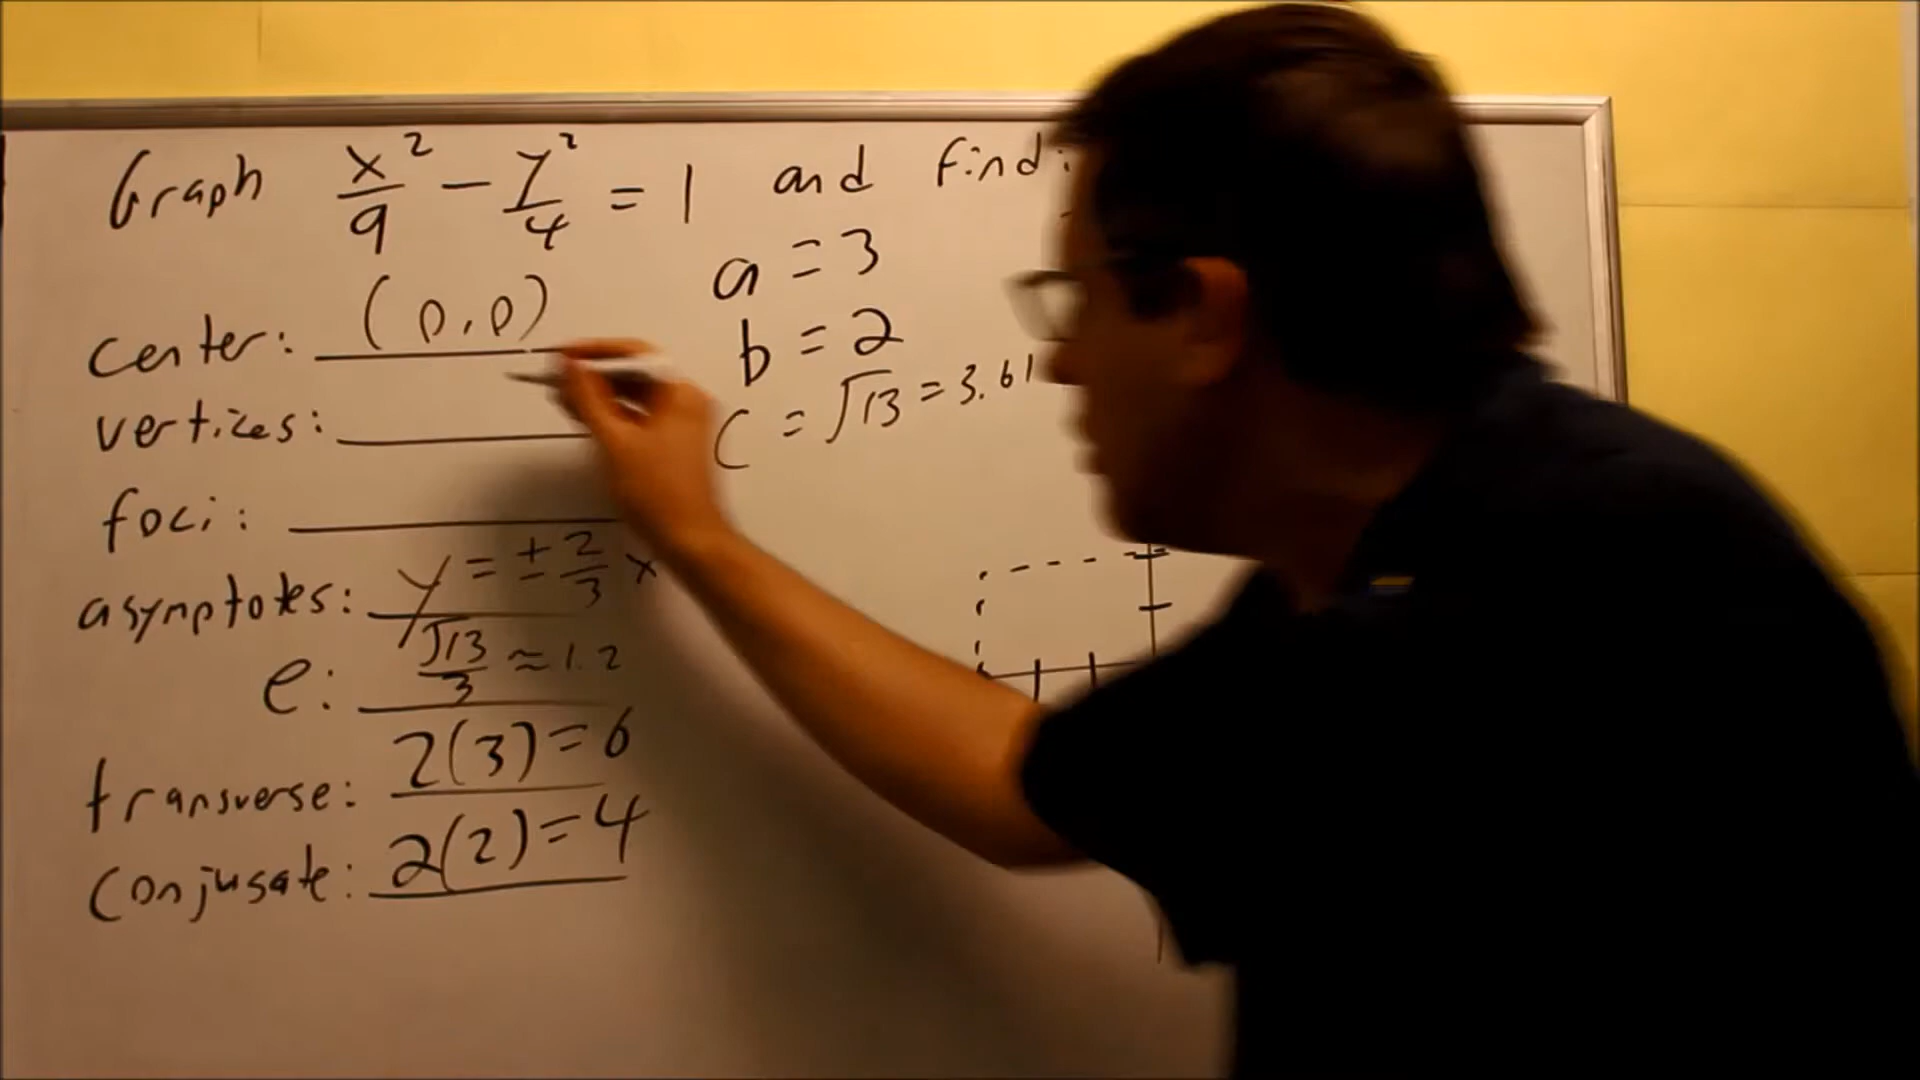 Graph x²/9 - y²/4 = 1 and find:
a = 3
b = 2
c = √13 = 3.61
center: (0,0)
vertices:
foci:
asymptotes: y = ± 2/3 x
e: √13/3 ≈ 1.2
transverse: 2(3)=6
conjugate: 2(2)=4